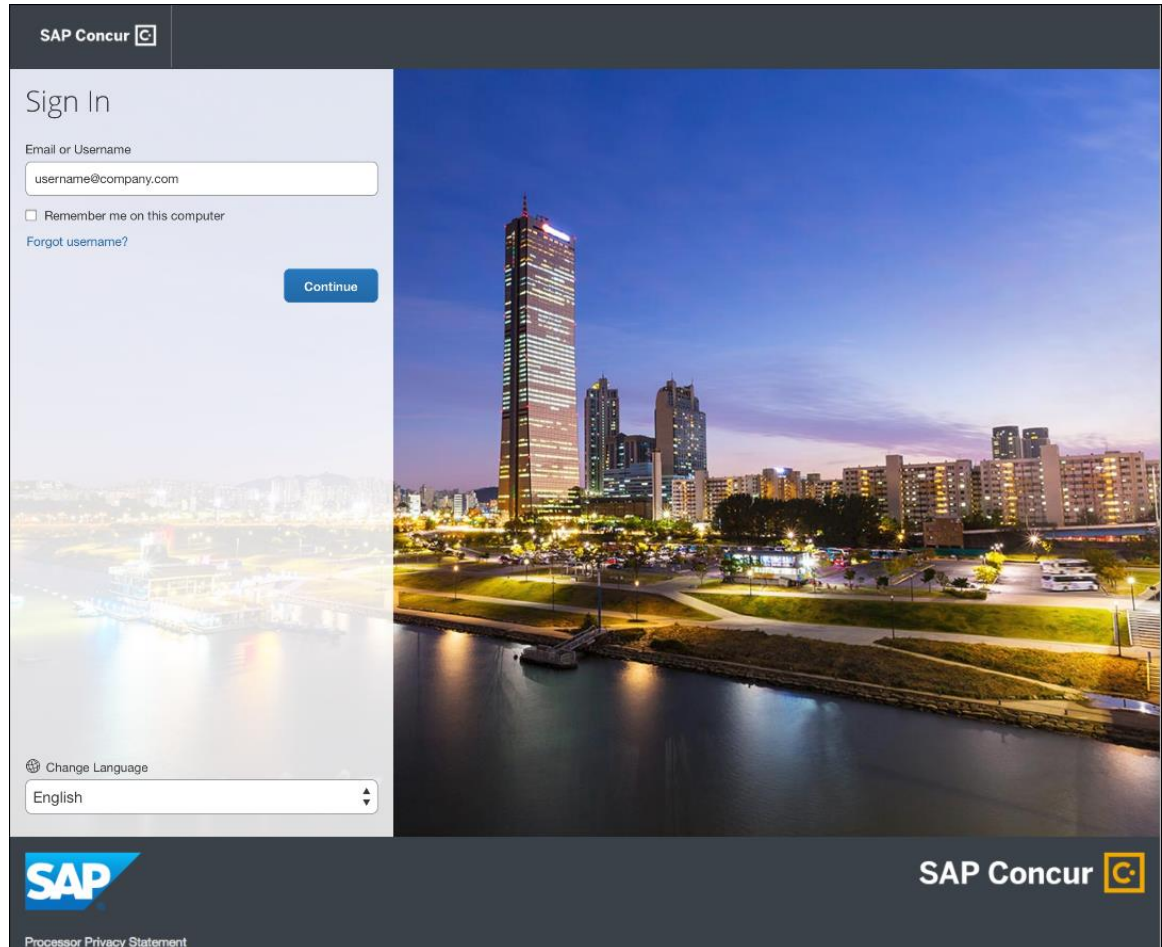 SAP Concur
Sign In
Email or Username
username@company.com
Remember me on this computer
Forgot username?
Continue
Change Language
English
SAP
SAP Concur
Processor Privacy Statement